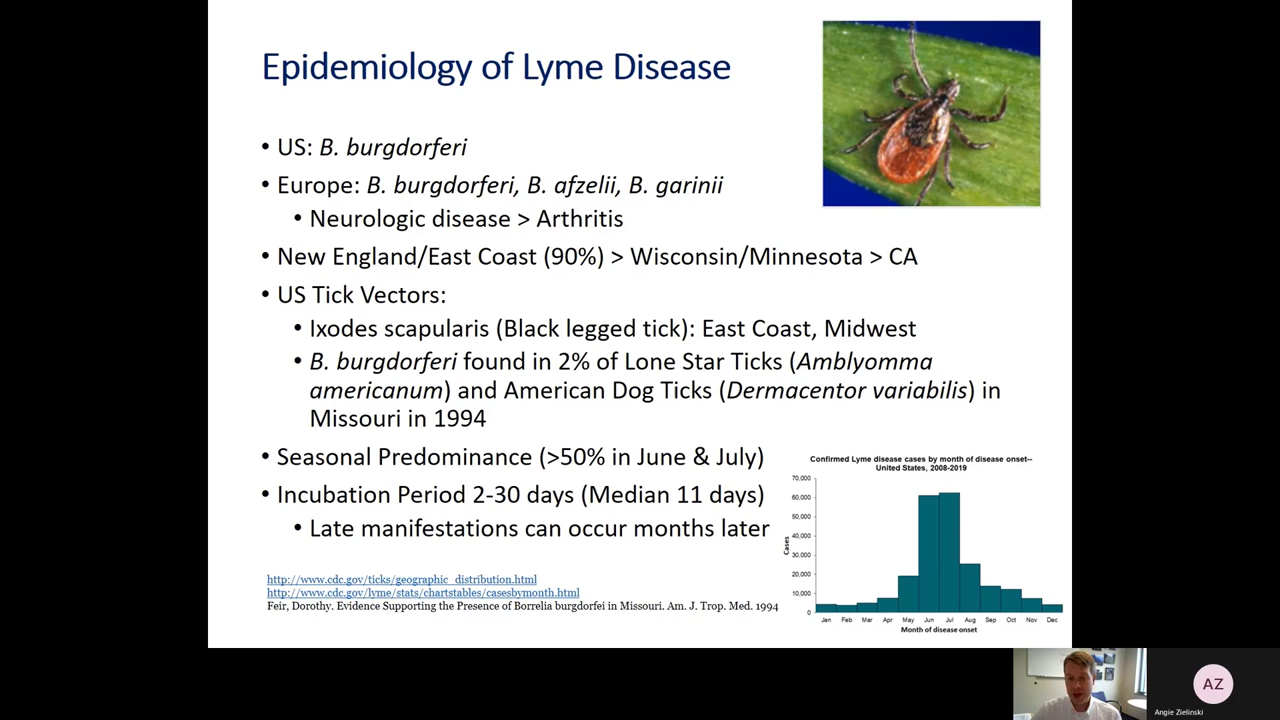 Epidemiology of Lyme Disease
• US: B. burgdorferi
• Europe: B. burgdorferi, B. afzelii, B. garinii
• Neurologic disease > Arthritis
• New England/East Coast (90%) > Wisconsin/Minnesota > CA
• US Tick Vectors:
• Ixodes scapularis (Black legged tick): East Coast, Midwest
• B. burgdorferi found in 2% of Lone Star Ticks (Amblyomma
americanum) and American Dog Ticks (Dermacentor variabilis) in
Missouri in 1994
• Seasonal Predominance (>50% in June & July)
• Incubation Period 2-30 days (Median 11 days)
• Late manifestations can occur months later
http://www.cdc.gov/ticks/geographic_distribution.html
http://www.cdc.gov/lyme/stats/chartstables/casesbymonth.html
Feir, Dorothy. Evidence Supporting the Presence of Borrelia burgdorfei in Missouri. Am. J. Trop. Med. 1994
Confirmed Lyme disease cases by month of disease onset--
United States, 2008-2019
70,000
60,000
50,000
40,000
30,000
20,000
10,000
0
Cases
Jan Feb Mar Apr May Jun Jul Aug Sep Oct Nov Dec
Month of disease onset
AZ
Angie Zielinski